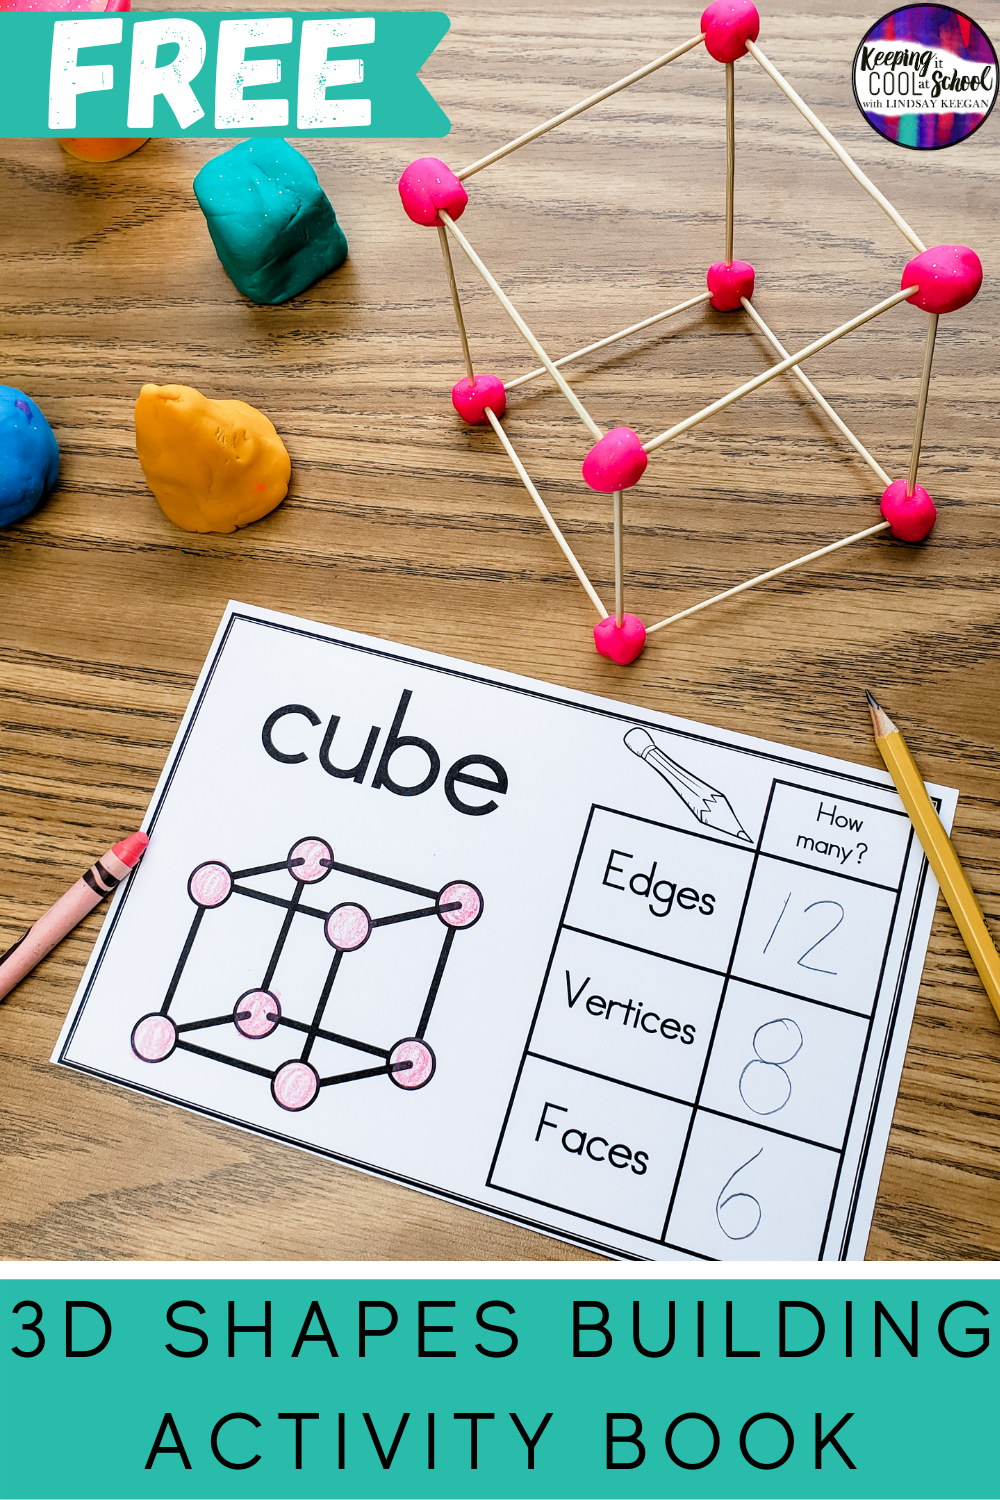 FREE
Keeping it
COOL at School
with LINDSAY KEEGAN
cube
How
many?
Edges
12
Vertices
8
Faces
6
3D SHAPES BUILDING
ACTIVITY BOOK